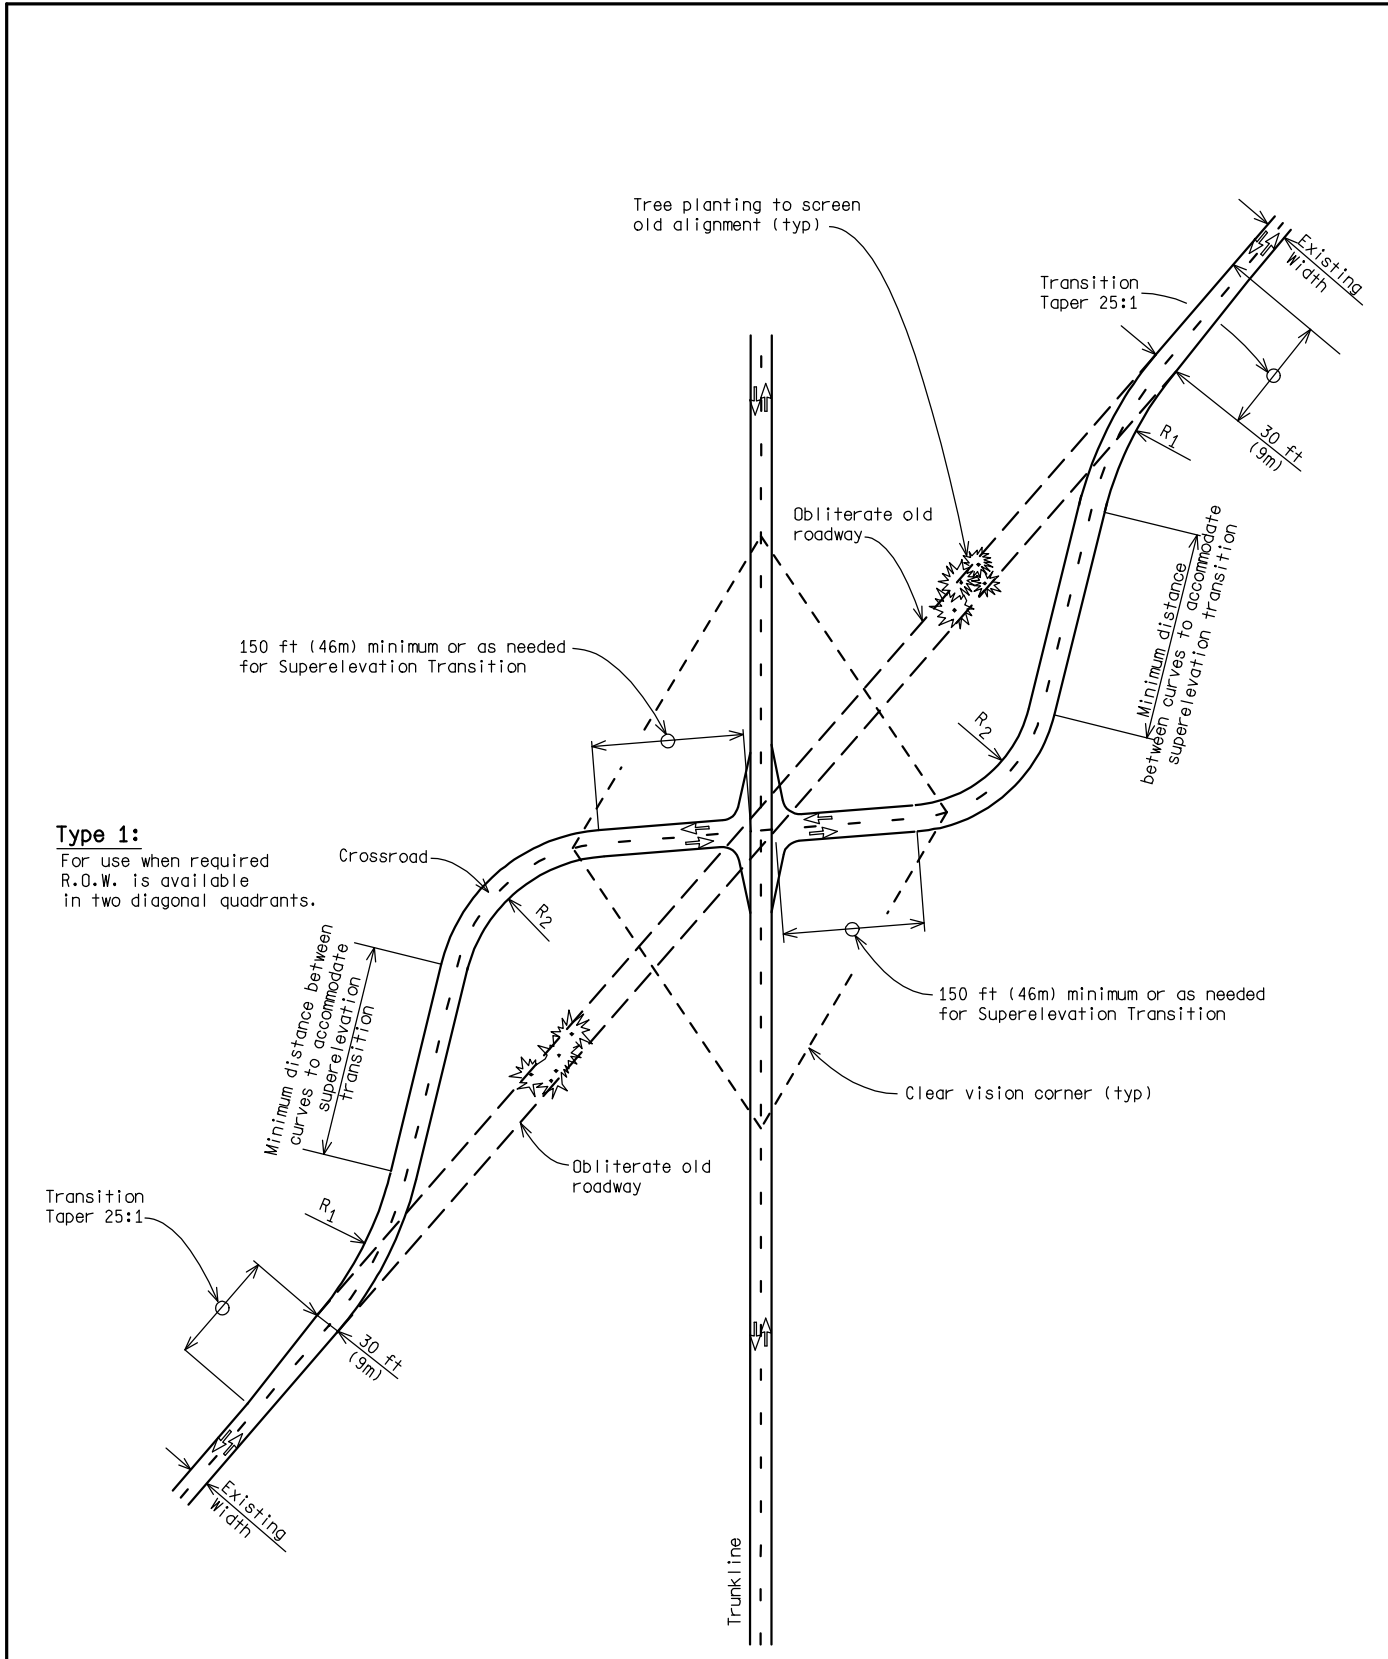 Tree planting to screen
old alignment (typ)
Existing
Width
Transition
Taper 25:1
R1
30 ft
(9m)
Obliterate old
roadway
Minimum distance
between curves to accommodate
superelevation transition
150 ft (46m) minimum or as needed
for Superelevation Transition
R2
Type 1:
For use when required
R.O.W. is available
in two diagonal quadrants.
Crossroad
R2
Minimum distance between
curves to accommodate
superelevation
transition
150 ft (46m) minimum or as needed
for Superelevation Transition
Clear vision corner (typ)
Obliterate old
roadway
Transition
Taper 25:1
R1
30 ft
(9m)
Existing
Width
Trunkline